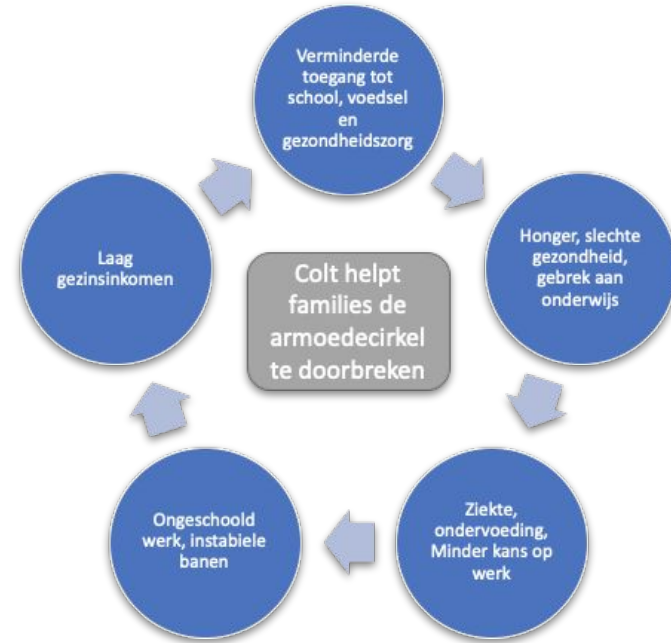 Verminderde
toegang tot
school, voedsel
en
gezondheidszorg
Honger, slechte
gezondheid,
gebrek aan
onderwijs
Ziekte,
ondervoeding,
Minder kans op
werk
Ongeschoold
werk, instabiele
banen
Laag
gezinsinkomen
Colt helpt
families de
armoedecirkel
te doorbreken